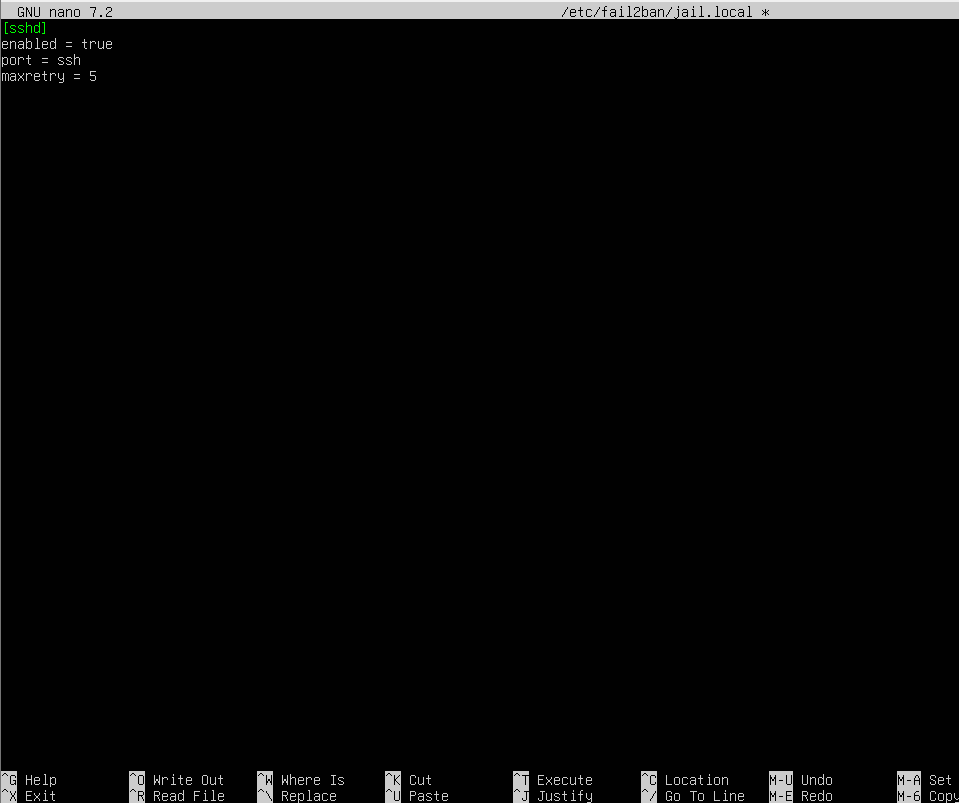 GNU nano 7.2 /etc/fail2ban/jail.local *
[sshd]
enabled = true
port = ssh
maxretry = 5
^G Help ^O Write Out ^W Where Is ^K Cut ^T Execute ^C Location M-U Undo M-A Set
^X Exit ^R Read File ^\ Replace ^U Paste ^J Justify ^/ Go To Line M-E Redo M-6 Copy